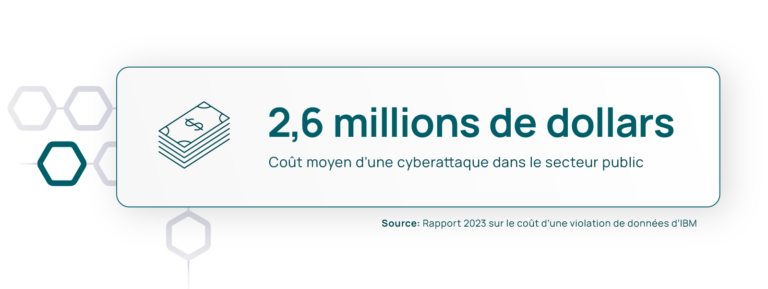 2,6 millions de dollars
Coût moyen d'une cyberattaque dans le secteur public
Source: Rapport 2023 sur le coût d'une violation de données d'IBM